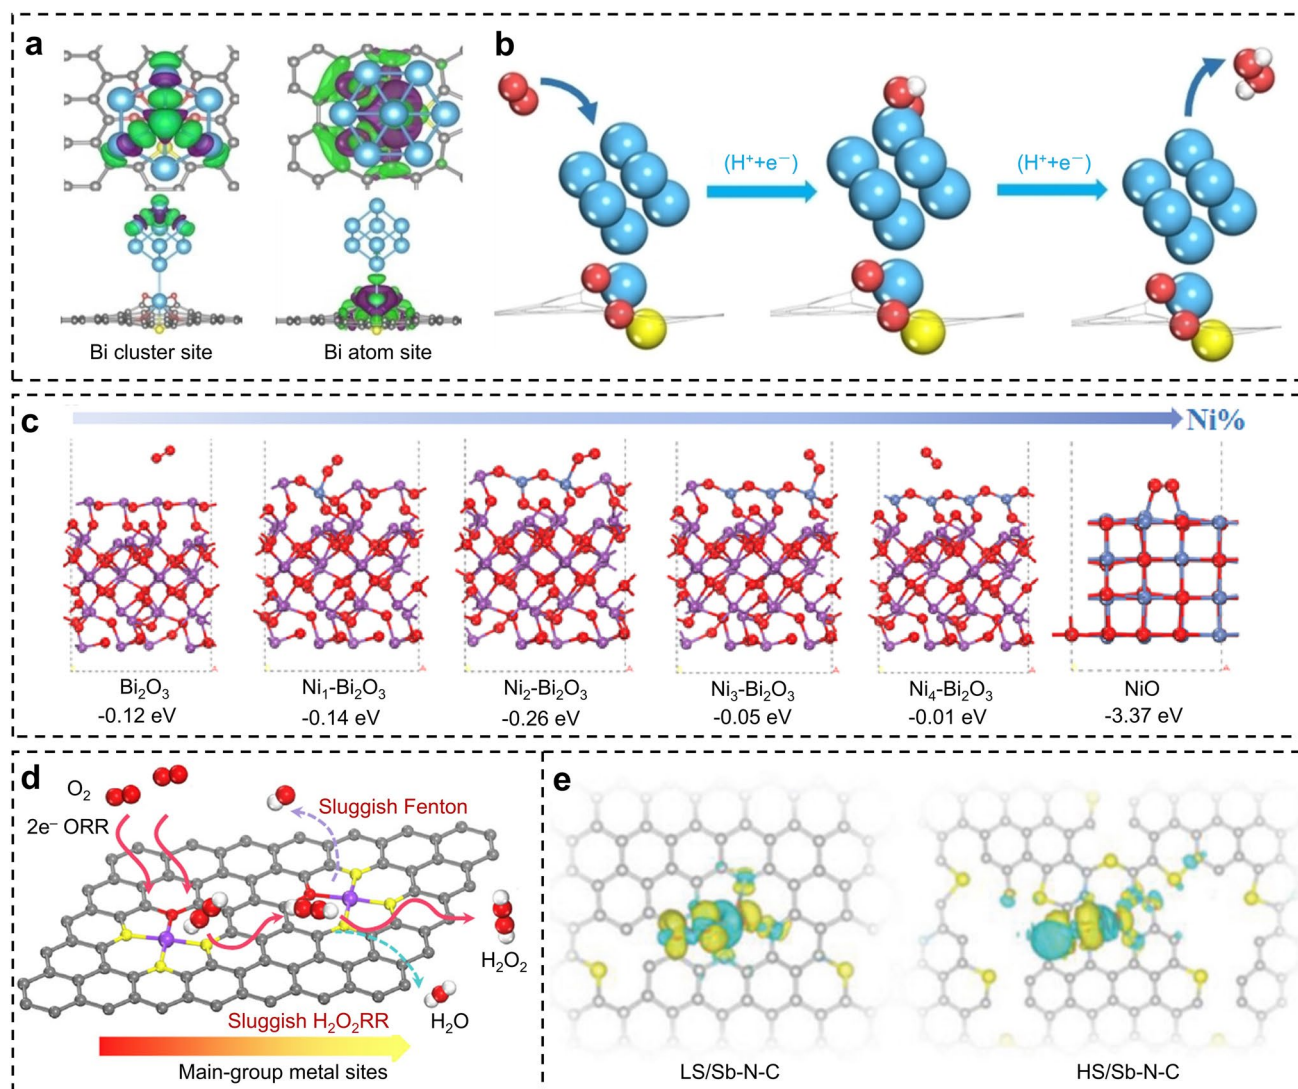 a
Bi cluster site
Bi atom site
b
(H⁺+e⁻)
(H⁺+e⁻)
c
Ni%
Bi₂O₃
-0.12 eV
Ni₁-Bi₂O₃
-0.14 eV
Ni₂-Bi₂O₃
-0.26 eV
Ni₃-Bi₂O₃
-0.05 eV
Ni₄-Bi₂O₃
-0.01 eV
NiO
-3.37 eV
d
O₂
2e⁻ ORR
Sluggish Fenton
H₂O₂
H₂O
Sluggish H₂O₂RR
Main-group metal sites
e
LS/Sb-N-C
HS/Sb-N-C